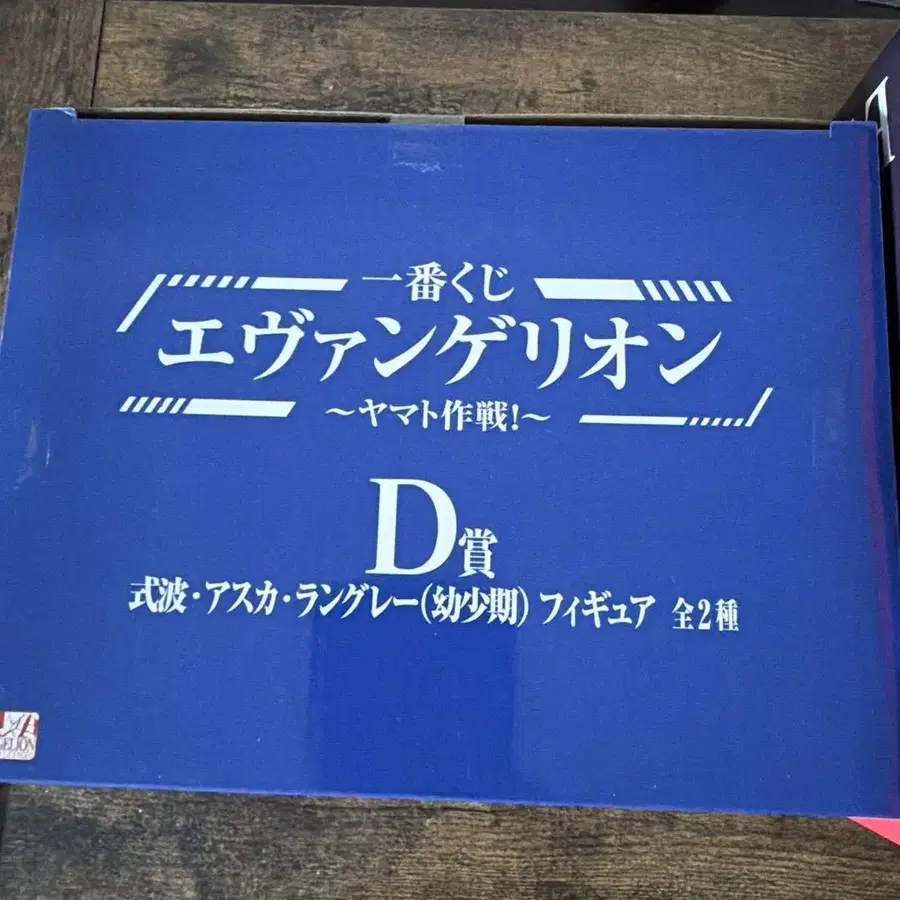 一番くじ
エヴァンゲリオン
～ヤマト作戦!～
D賞
式波・アスカ・ラングレー(幼少期) フィギュア 全2種